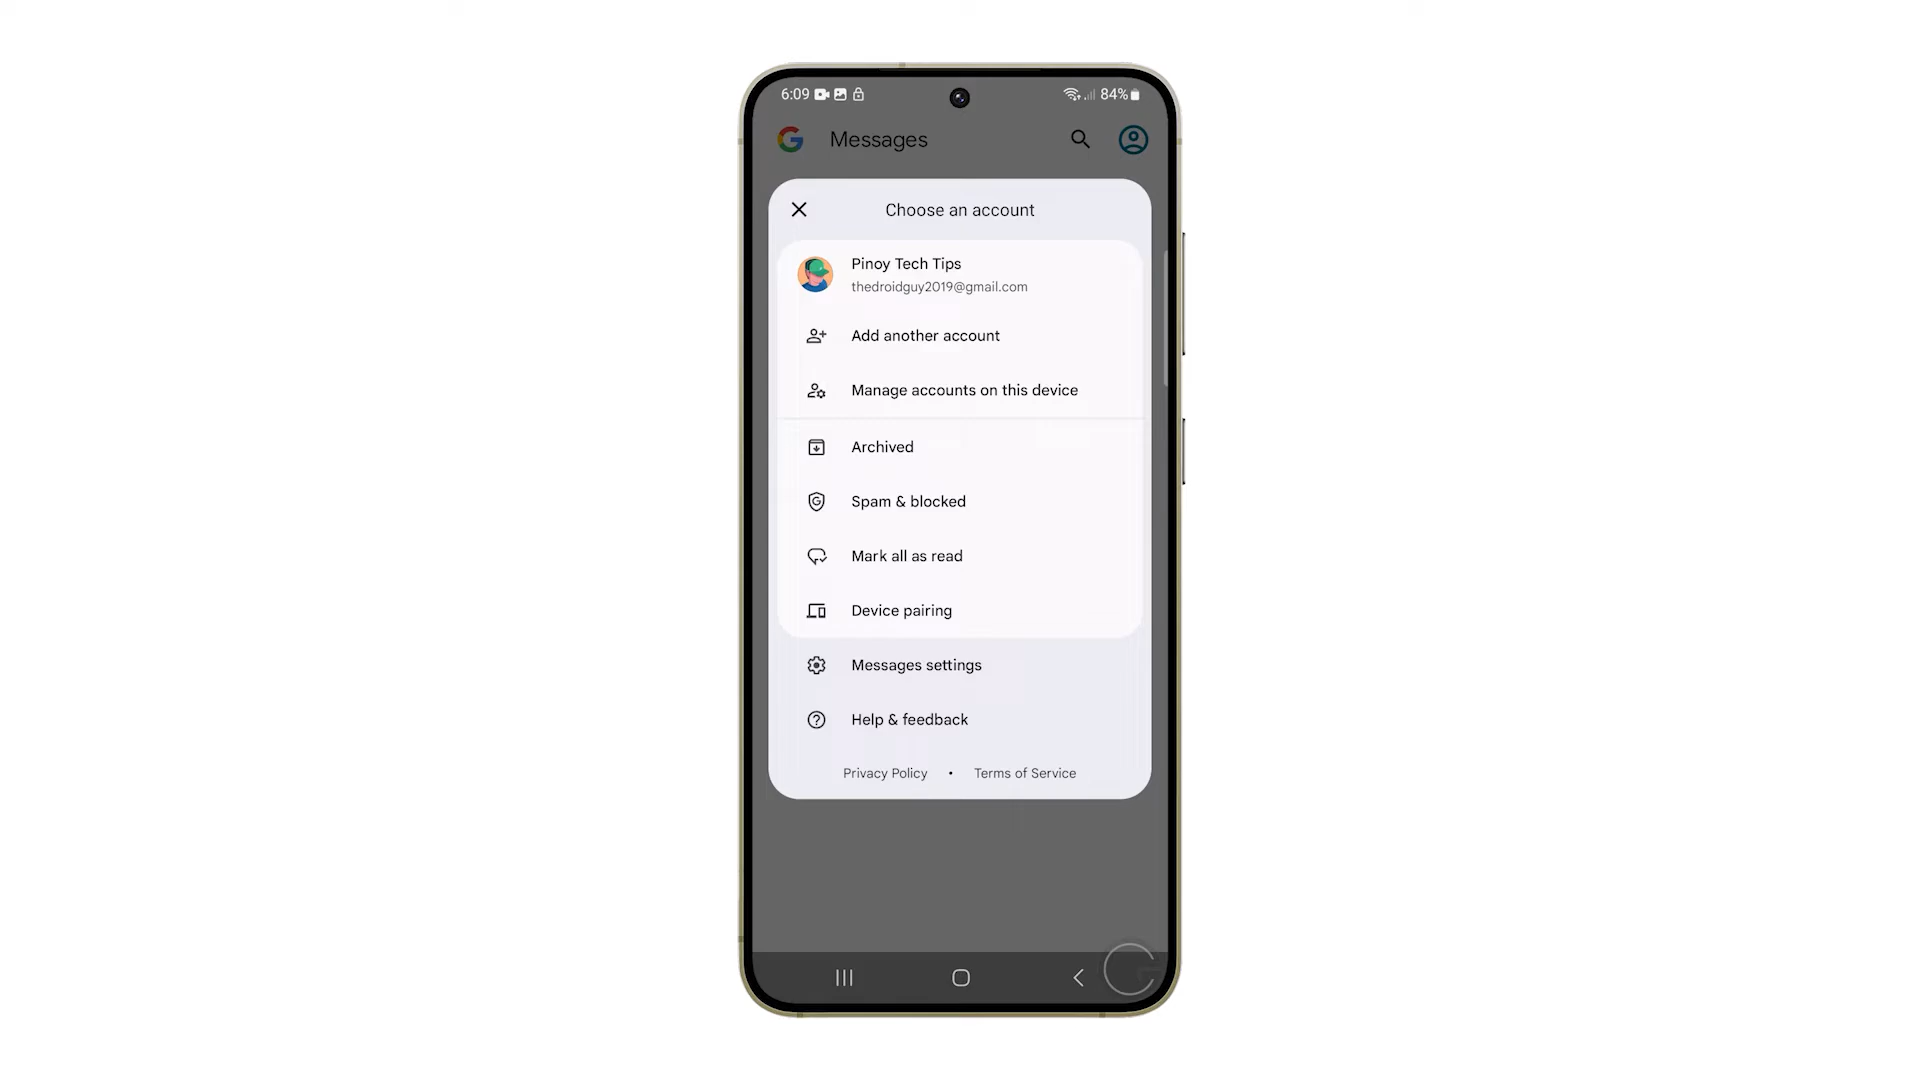 6:09 84%
Messages
Choose an account
Pinoy Tech Tips
thedroidguy2019@gmail.com
Add another account
Manage accounts on this device
Archived
Spam & blocked
Mark all as read
Device pairing
Messages settings
Help & feedback
Privacy Policy • Terms of Service